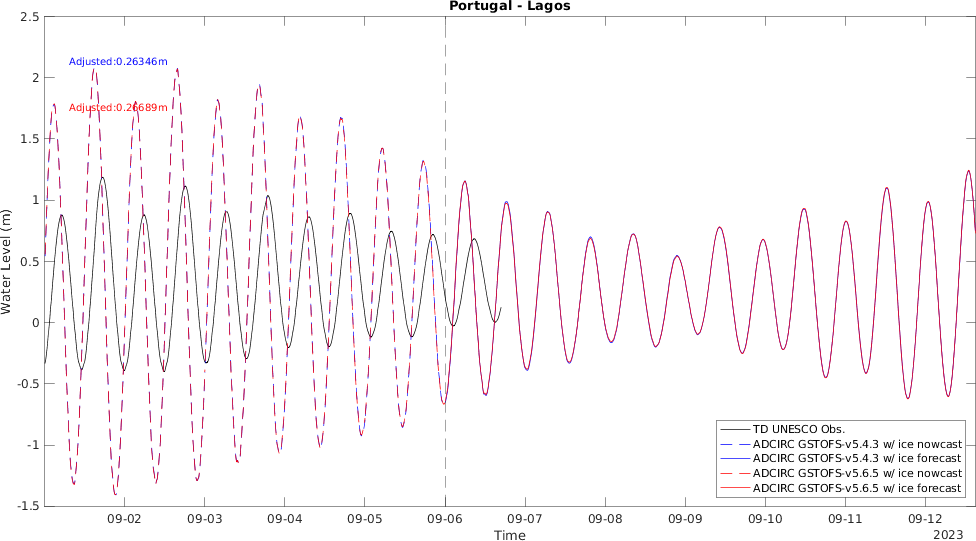 Portugal - Lagos
2.5
Adjusted:0.26346m
2
Adjusted:0.26689m
1.5
1
0.5
0
-0.5
-1
-1.5
Water Level (m)
TD UNESCO Obs.
ADCIRC GSTOFS-v5.4.3 w/ ice nowcast
ADCIRC GSTOFS-v5.4.3 w/ ice forecast
ADCIRC GSTOFS-v5.6.5 w/ ice nowcast
ADCIRC GSTOFS-v5.6.5 w/ ice forecast
09-02 09-03 09-04 09-05 09-06 09-07 09-08 09-09 09-10 09-11 09-12
Time
2023